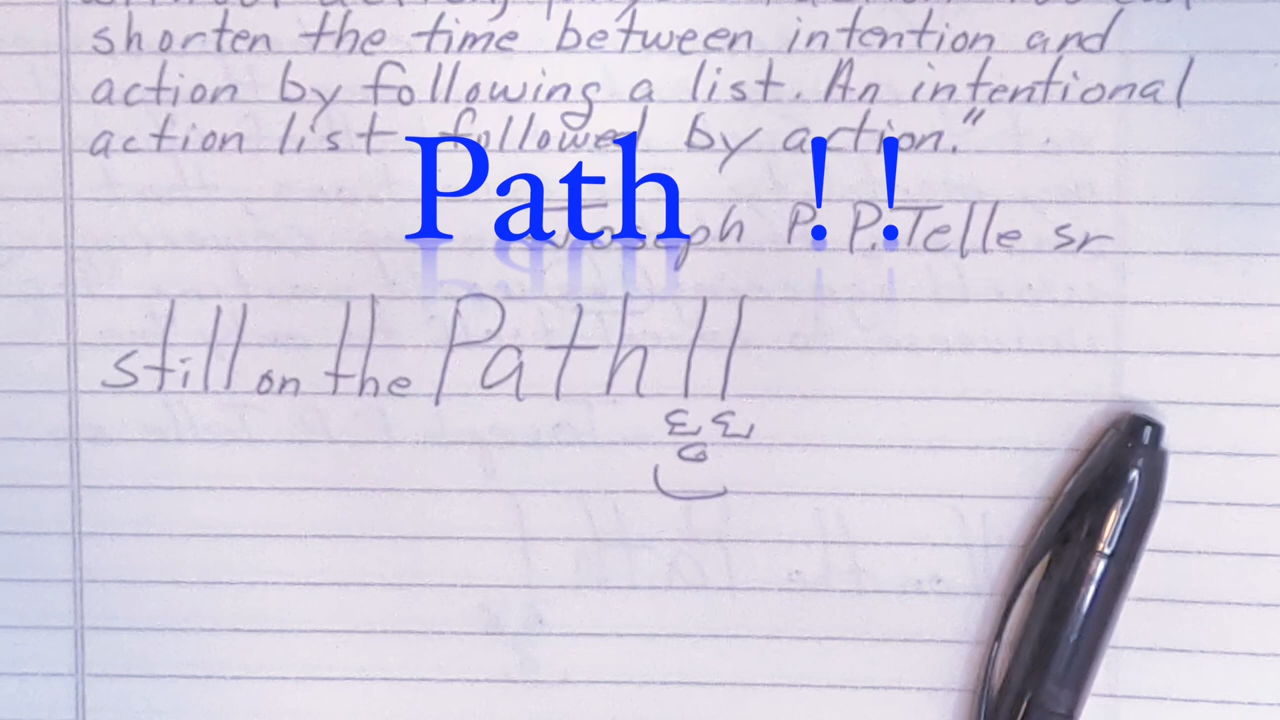 shorten the time between intention and
action by following a list. An intentional
action list followed by action."
Path !!
Joseph P. P. Telle sr
still on the Path!!